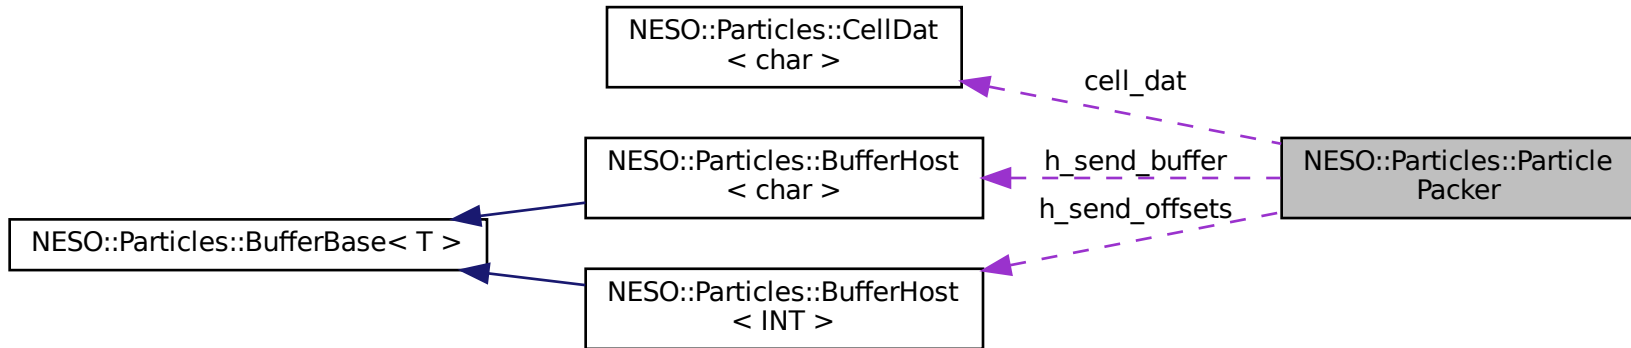 NESO::Particles::CellDat
< char >
cell_dat
NESO::Particles::BufferHost
< char >
h_send_buffer
NESO::Particles::Particle
Packer
h_send_offsets
NESO::Particles::BufferBase< T >
NESO::Particles::BufferHost
< INT >